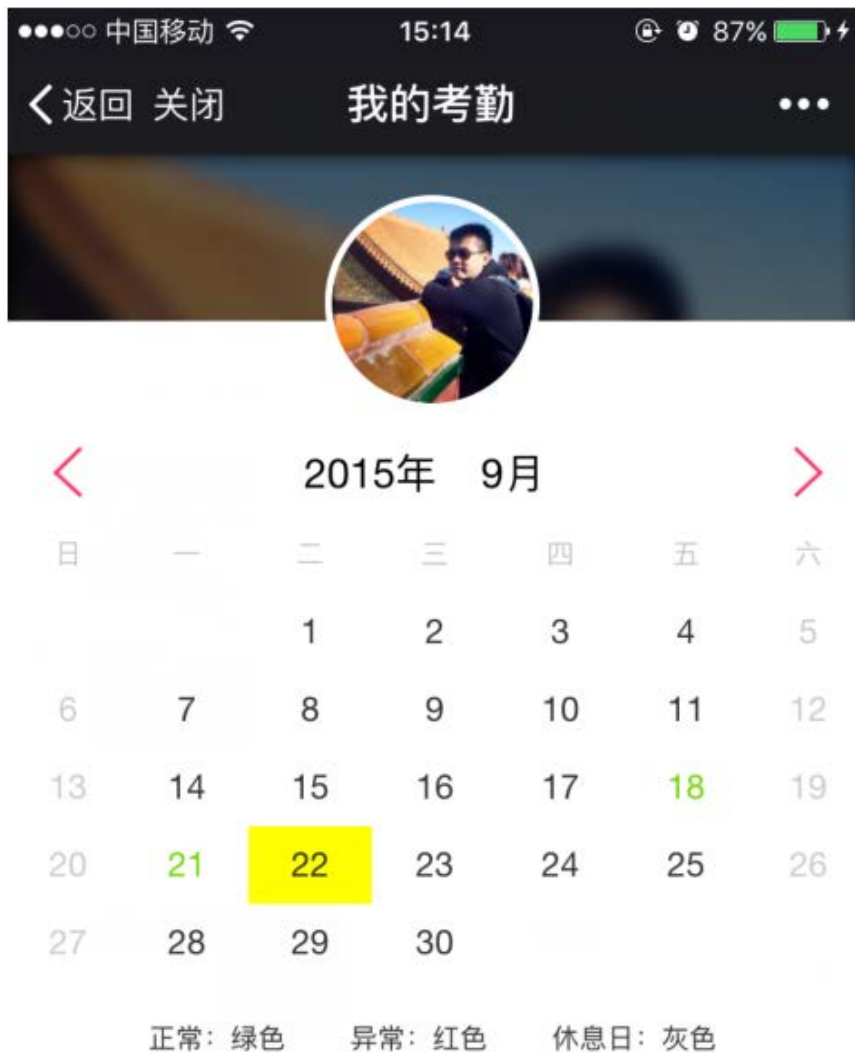 中国移动 15:14 87%
返回 关闭 我的考勤 •••
2015年 9月
日 一 二 三 四 五 六
1 2 3 4 5
6 7 8 9 10 11 12
13 14 15 16 17 18 19
20 21 22 23 24 25 26
27 28 29 30
正常：绿色 异常：红色 休息日：灰色